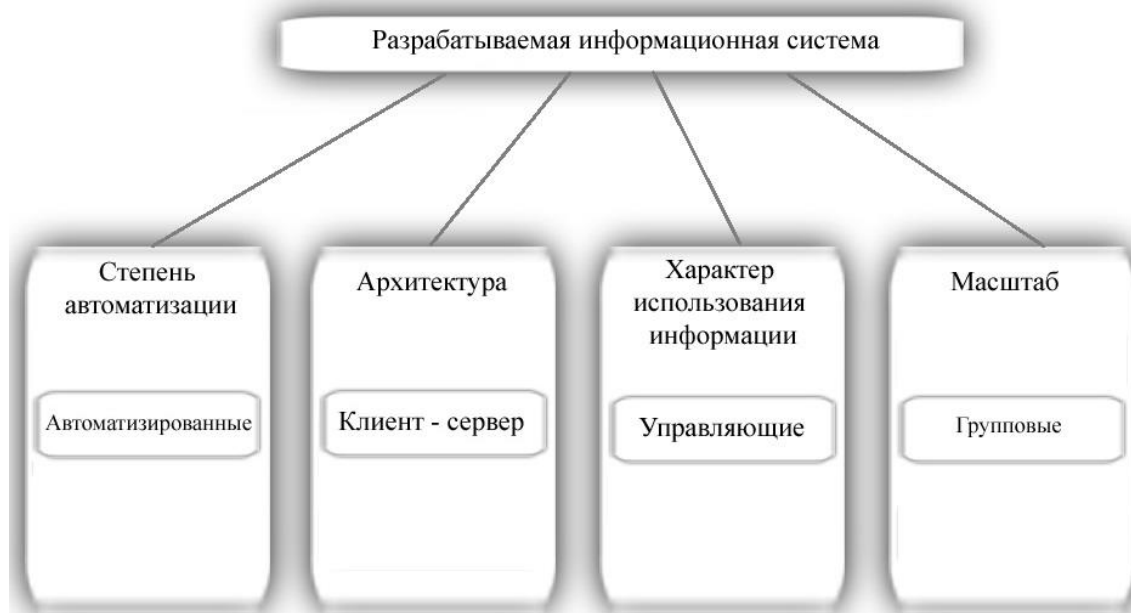 Разрабатываемая информационная система
Степень
автоматизации
Автоматизированные
Архитектура
Клиент - сервер
Характер
использования
информации
Управляющие
Масштаб
Групповые